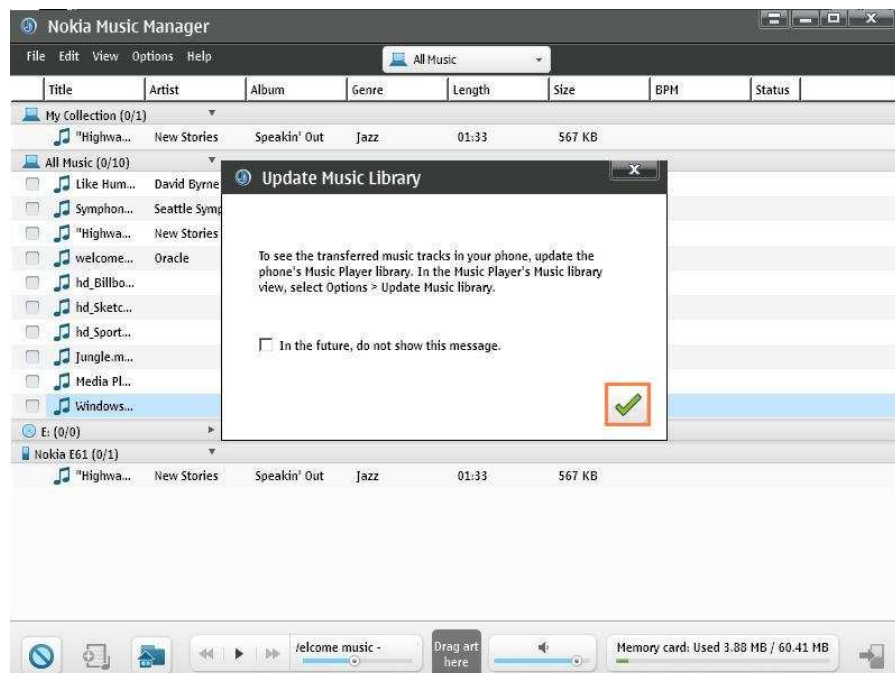 Nokia Music Manager
File Edit View Options Help All Music
Title Artist Album Genre Length Size BPM Status
My Collection (0/1)
"Highwa... New Stories Speakin' Out Jazz 01:33 567 KB
All Music (0/10)
Like Hum... David Byrne
Symphon... Seattle Symp
"Highwa... New Stories
welcome... Oracle
hd_Billbo...
hd_Sketc...
hd_Sport...
Jungle.m...
Media Pl...
Windows...
Update Music Library
To see the transferred music tracks in your phone, update the
phone's Music Player library. In the Music Player's Music library
view, select Options > Update Music library.
In the future, do not show this message.
E: (0/0)
Nokia E61 (0/1)
"Highwa... New Stories Speakin' Out Jazz 01:33 567 KB
/elcome music -
Drag art
here
Memory card: Used 3.88 MB / 60.41 MB